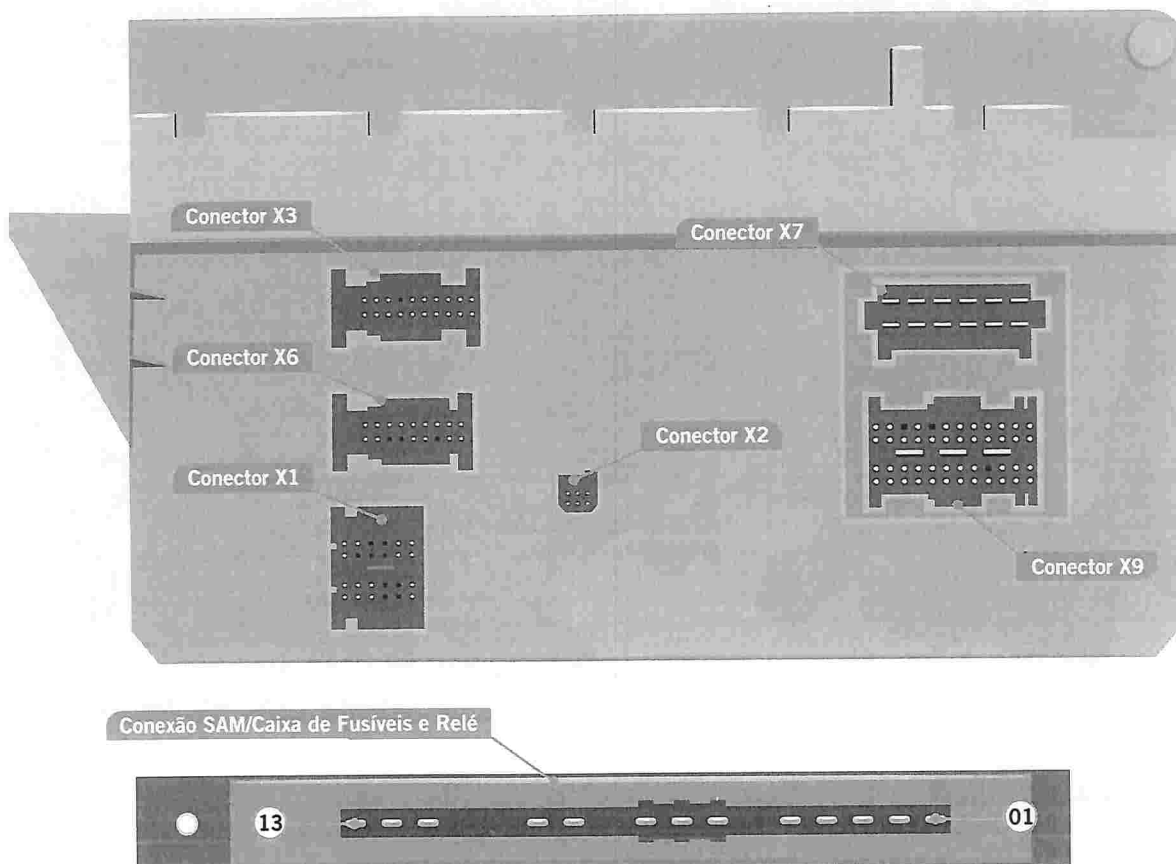 Conector X3
Conector X7
Conector X6
Conector X2
Conector X1
Conector X9
Conexão SAM/Caixa de Fusíveis e Relé
13
01